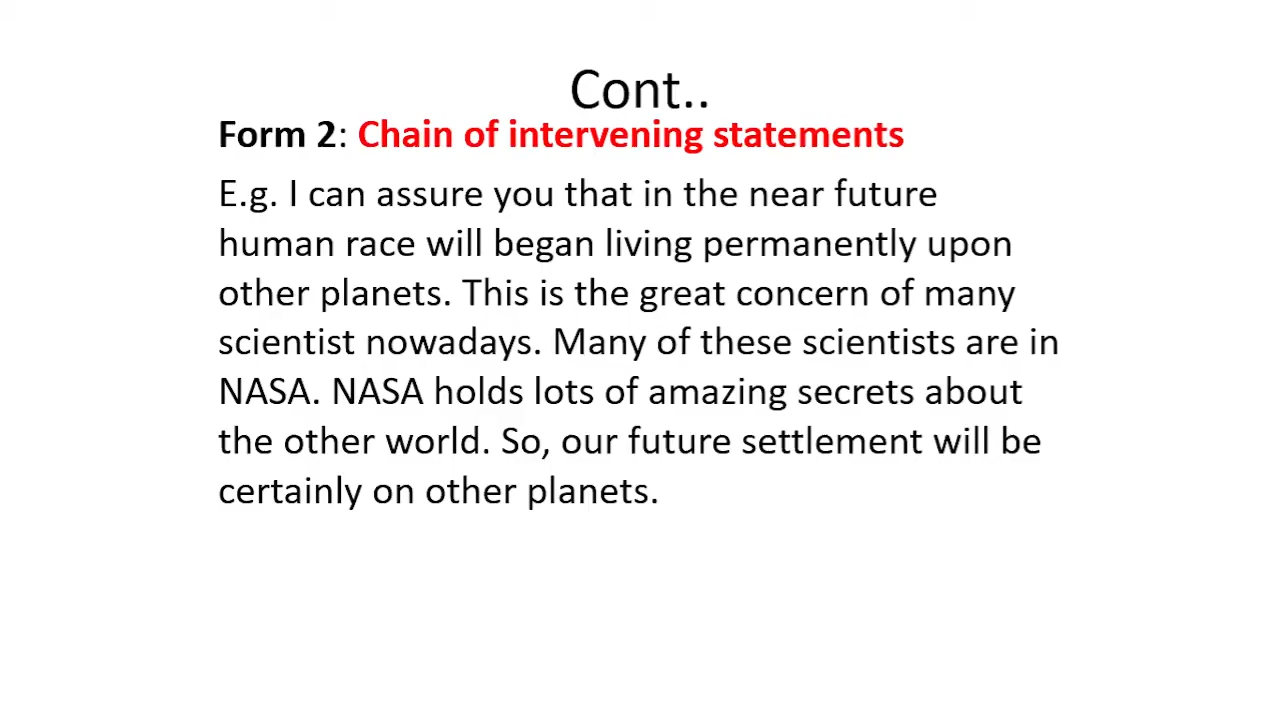 Cont..
Form 2: Chain of intervening statements
E.g. I can assure you that in the near future
human race will began living permanently upon
other planets. This is the great concern of many
scientist nowadays. Many of these scientists are in
NASA. NASA holds lots of amazing secrets about
the other world. So, our future settlement will be
certainly on other planets.